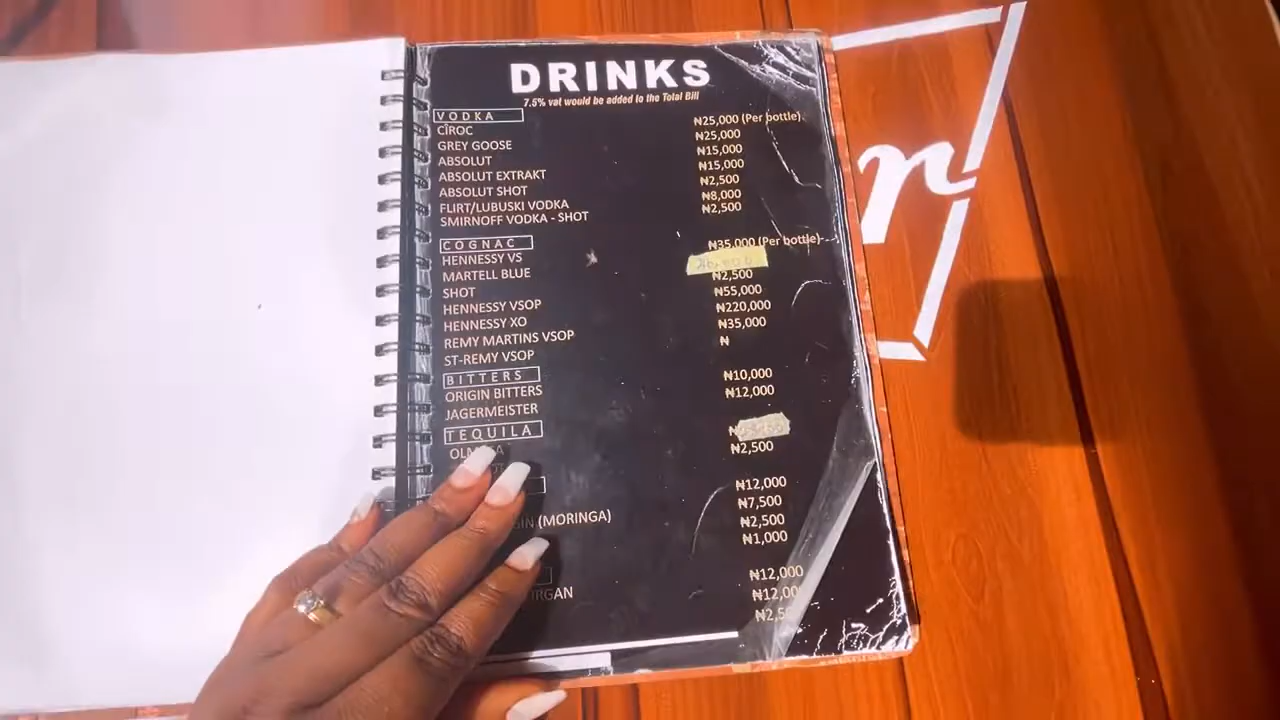 DRINKS
7.5% vat would be added to the Total Bill
VODKA
CÎROC ₦25,000 (Per bottle)
GREY GOOSE ₦25,000
ABSOLUT ₦15,000
ABSOLUT EXTRAKT ₦15,000
ABSOLUT SHOT ₦2,500
FLIRT/LUBUSKI VODKA ₦8,000
SMIRNOFF VODKA - SHOT ₦2,500
COGNAC
HENNESSY VS ₦35,000 (Per bottle)
MARTELL BLUE
SHOT ₦2,500
HENNESSY VSOP ₦55,000
HENNESSY XO ₦220,000
REMY MARTINS VSOP ₦35,000
ST-REMY VSOP ₦
BITTERS
ORIGIN BITTERS ₦10,000
JAGERMEISTER ₦12,000
TEQUILA
₦
₦2,500
₦12,000
₦7,500
(MORINGA) ₦2,500
₦1,000
₦12,000
₦12,000
n